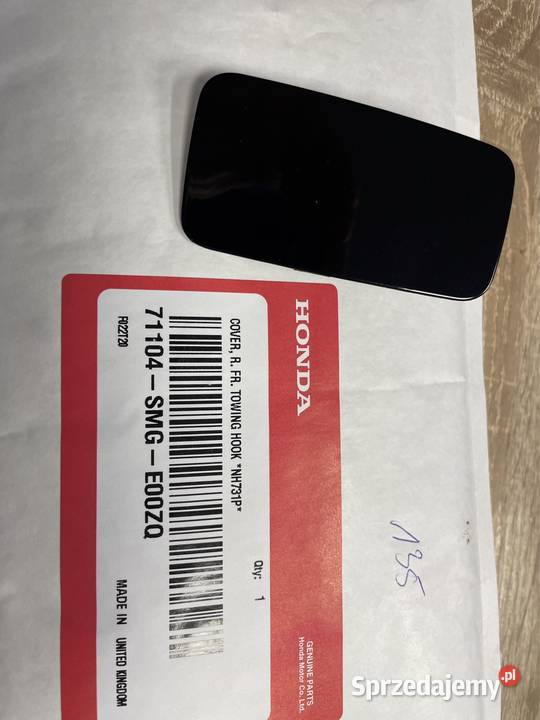 HONDA
GENUINE PARTS
Honda Motor Co., Ltd.
COVER, R. FR. TOWING HOOK *NH731P*
Qty: 1
71104-SMG-E00ZQ
FI22720
MADE IN UNITED KINGDOM
135
Sprzedajemy.pl